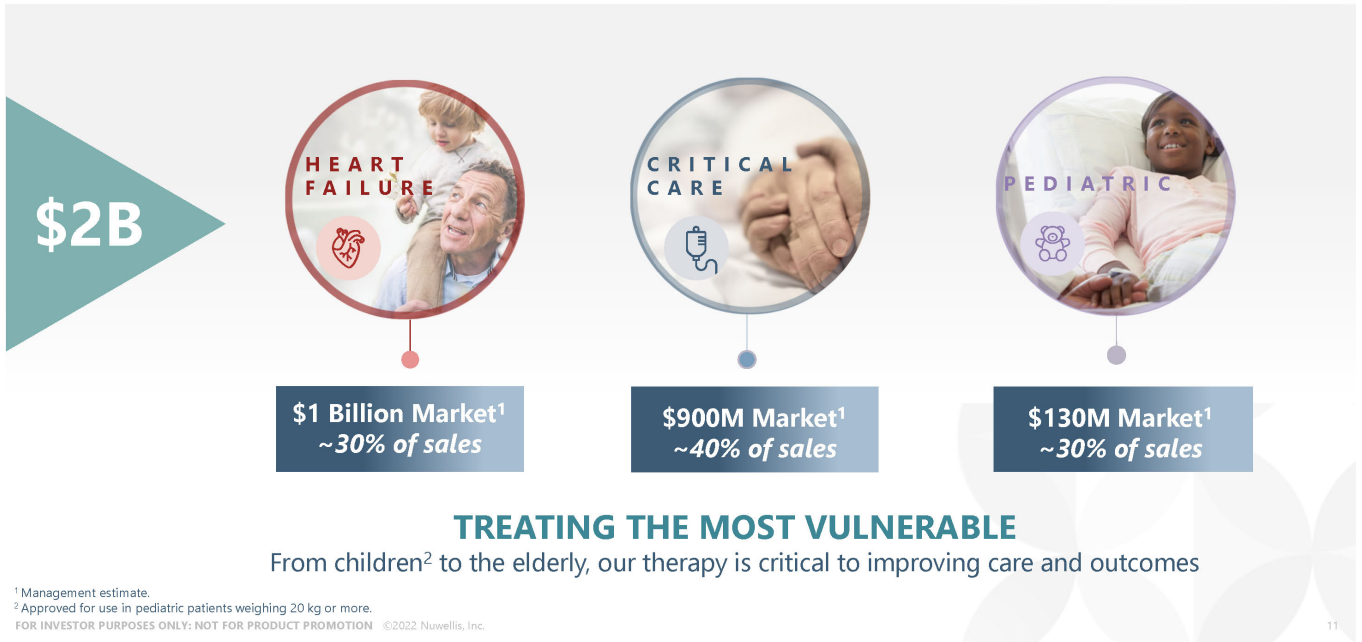 $2B
HEART
FAILURE
CRITICAL
CARE
PEDIATRIC
$1 Billion Market¹
~30% of sales
$900M Market¹
~40% of sales
$130M Market¹
~30% of sales
TREATING THE MOST VULNERABLE
From children² to the elderly, our therapy is critical to improving care and outcomes
¹ Management estimate.
² Approved for use in pediatric patients weighing 20 kg or more.
FOR INVESTOR PURPOSES ONLY: NOT FOR PRODUCT PROMOTION ©2022 Nuwellis, Inc.
11